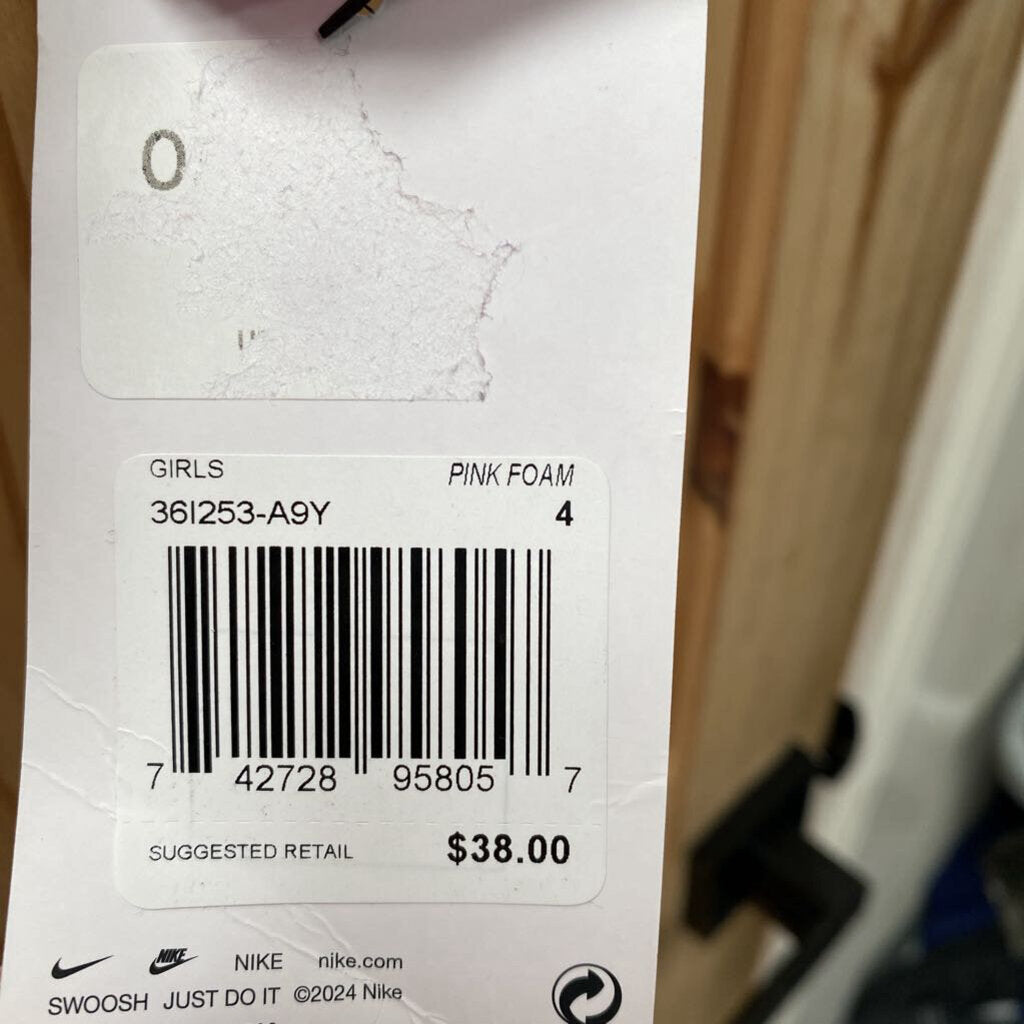 0
GIRLS PINK FOAM
36I253-A9Y 4
7 42728 95805 7
SUGGESTED RETAIL $38.00
NIKE NIKE nike.com
SWOOSH JUST DO IT ©2024 Nike